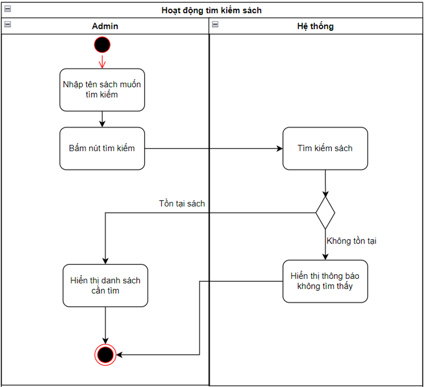 Hoạt động tìm kiếm sách
Admin
Hệ thống
Nhập tên sách muốn
tìm kiếm
Bấm nút tìm kiếm
Tìm kiếm sách
Tồn tại sách
Không tồn tại
Hiển thị danh sách
cần tìm
Hiển thị thông báo
không tìm thấy